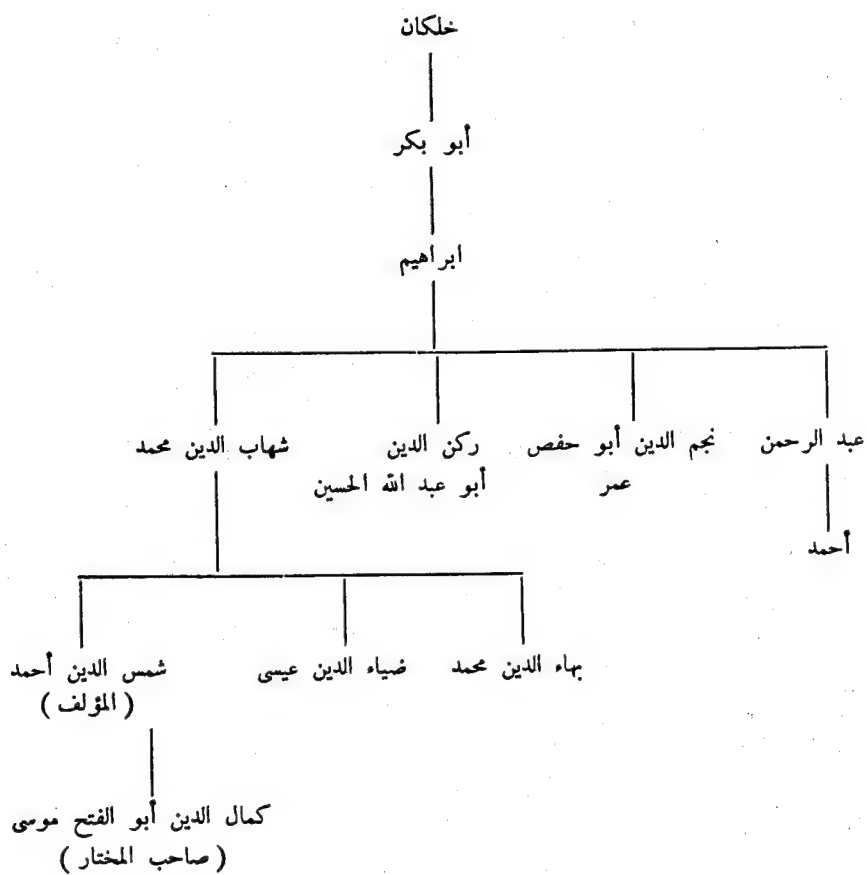 خلكان
أبو بكر
ابراهيم
عبد الرحمن
نجم الدين أبو حفص
عمر
ركن الدين
أبو عبد الله الحسين
شهاب الدين محمد
أحمد
بهاء الدين محمد
ضياء الدين عيسى
شمس الدين أحمد
( المؤلف )
كمال الدين أبو الفتح موسى
( صاحب المختار )